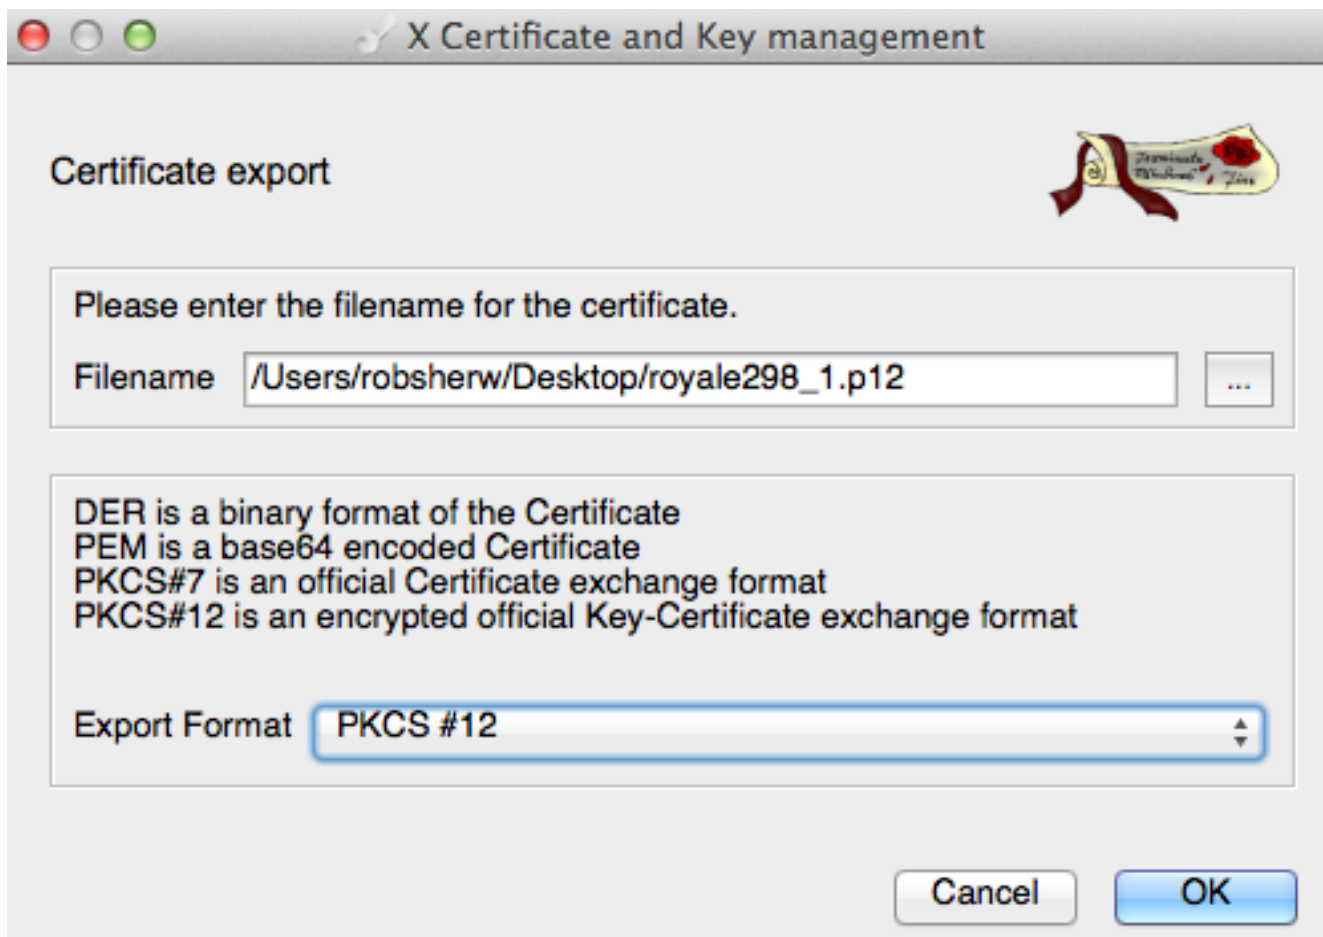 X Certificate and Key management
Certificate export
Please enter the filename for the certificate.
Filename /Users/robsherw/Desktop/royale298_1.p12 ...
DER is a binary format of the Certificate
PEM is a base64 encoded Certificate
PKCS#7 is an official Certificate exchange format
PKCS#12 is an encrypted official Key-Certificate exchange format
Export Format PKCS #12
Cancel OK